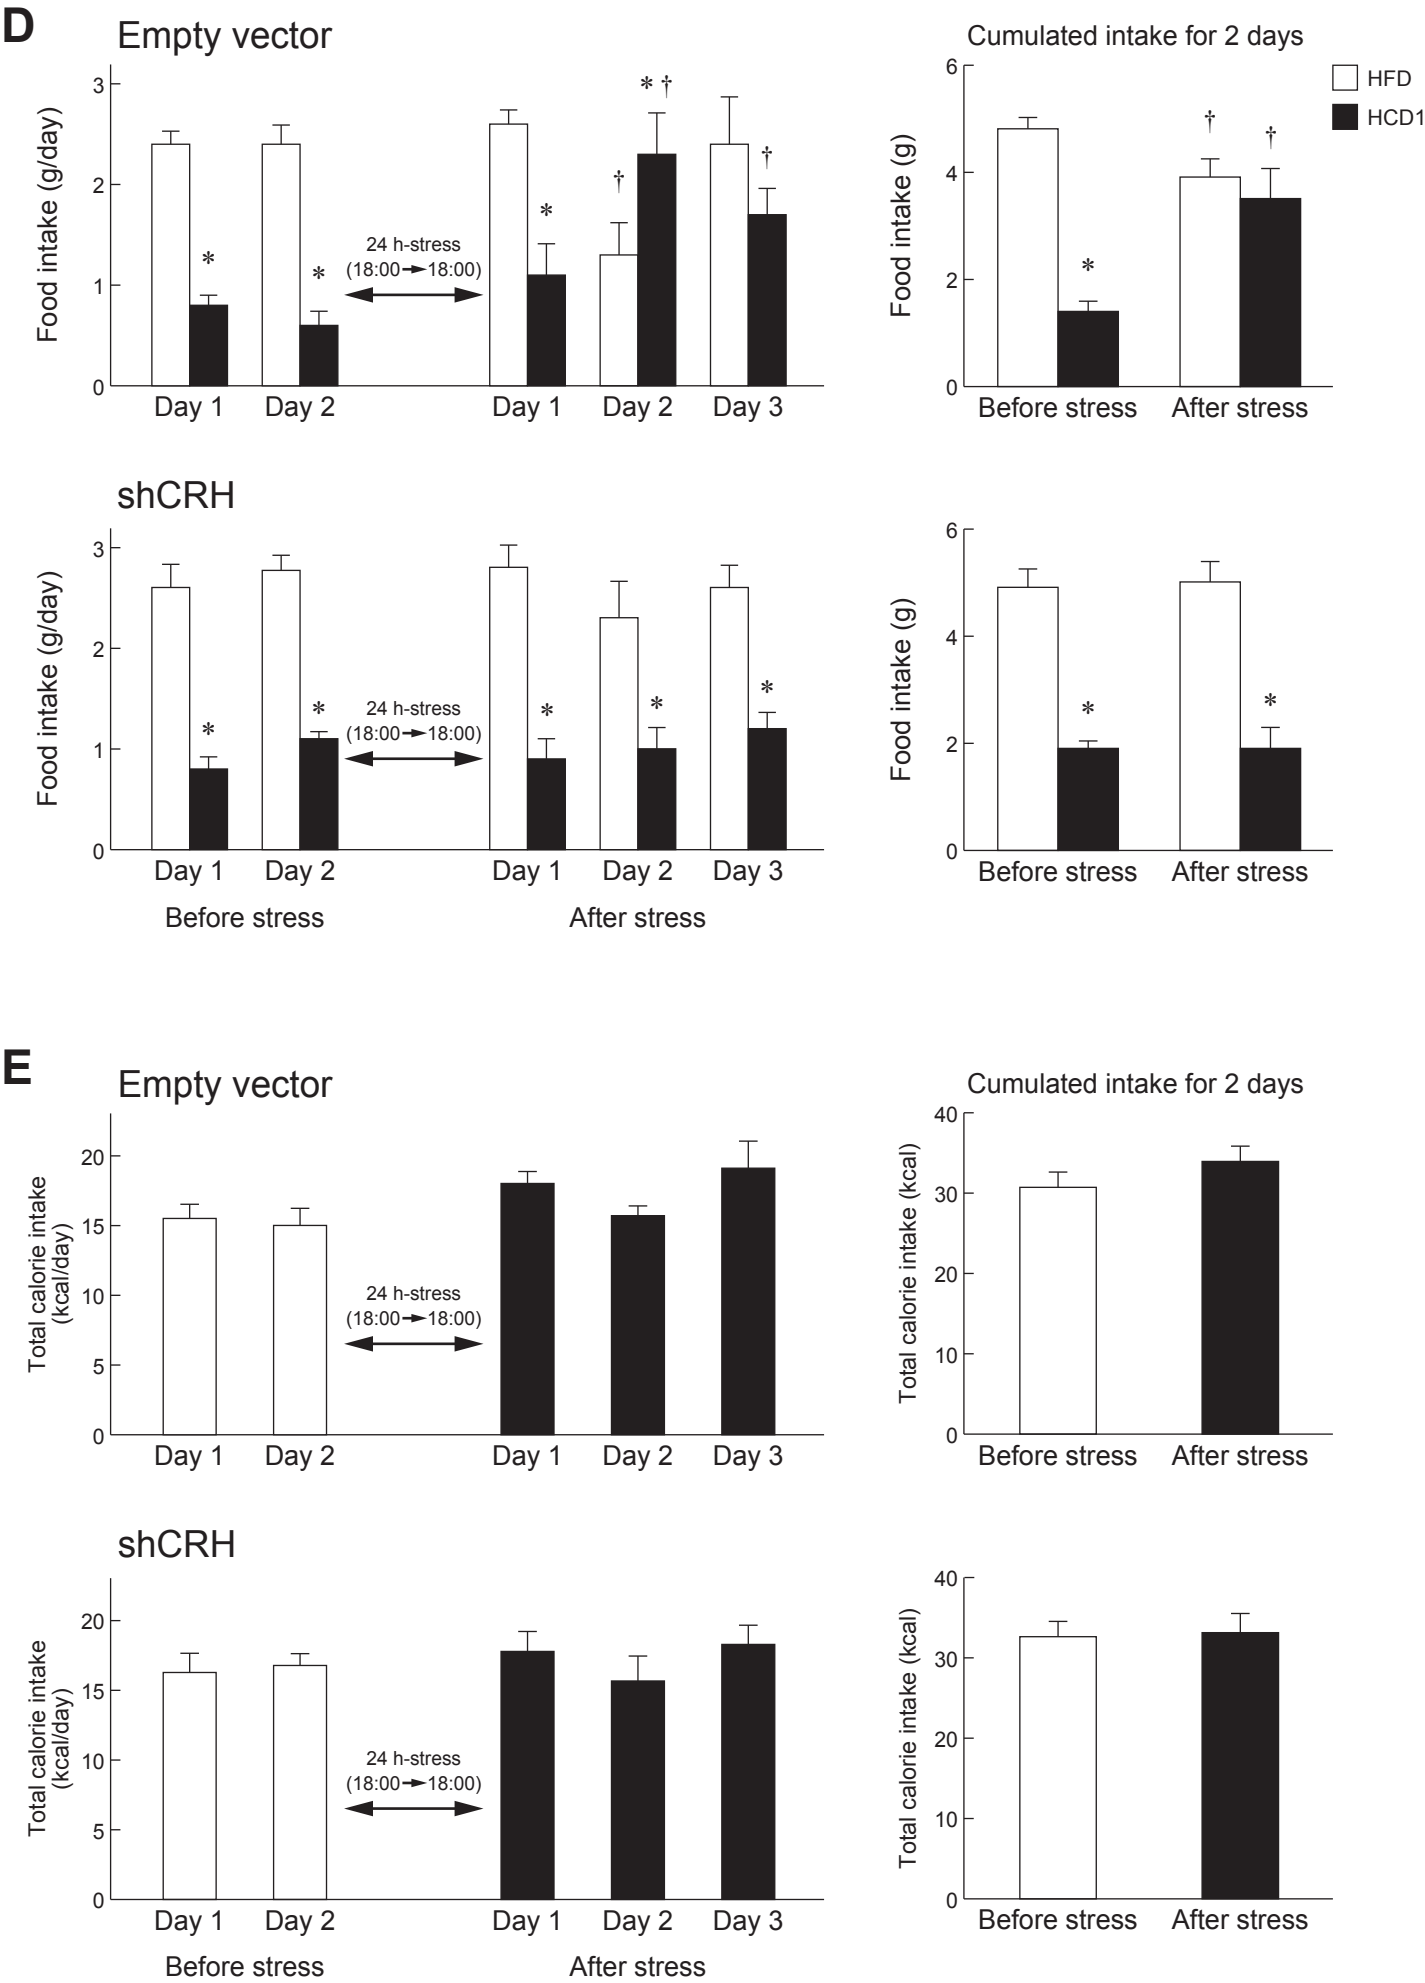 D
Empty vector
Cumulated intake for 2 days
HFD
HCD1
Food intake (g/day)
3
2
1
0
* * * † * † †
24 h-stress
(18:00→18:00)
Day 1 Day 2 Day 1 Day 2 Day 3
Food intake (g)
6
4
2
0
* † †
Before stress After stress
shCRH
Food intake (g/day)
3
2
1
0
* * * * *
24 h-stress
(18:00→18:00)
Day 1 Day 2 Day 1 Day 2 Day 3
Before stress After stress
Food intake (g)
6
4
2
0
* *
Before stress After stress
E
Empty vector
Cumulated intake for 2 days
Total calorie intake
(kcal/day)
20
15
10
5
0
24 h-stress
(18:00→18:00)
Day 1 Day 2 Day 1 Day 2 Day 3
Total calorie intake (kcal)
40
30
20
10
0
Before stress After stress
shCRH
Total calorie intake
(kcal/day)
20
15
10
5
0
24 h-stress
(18:00→18:00)
Day 1 Day 2 Day 1 Day 2 Day 3
Before stress After stress
Total calorie intake (kcal)
40
30
20
10
0
Before stress After stress